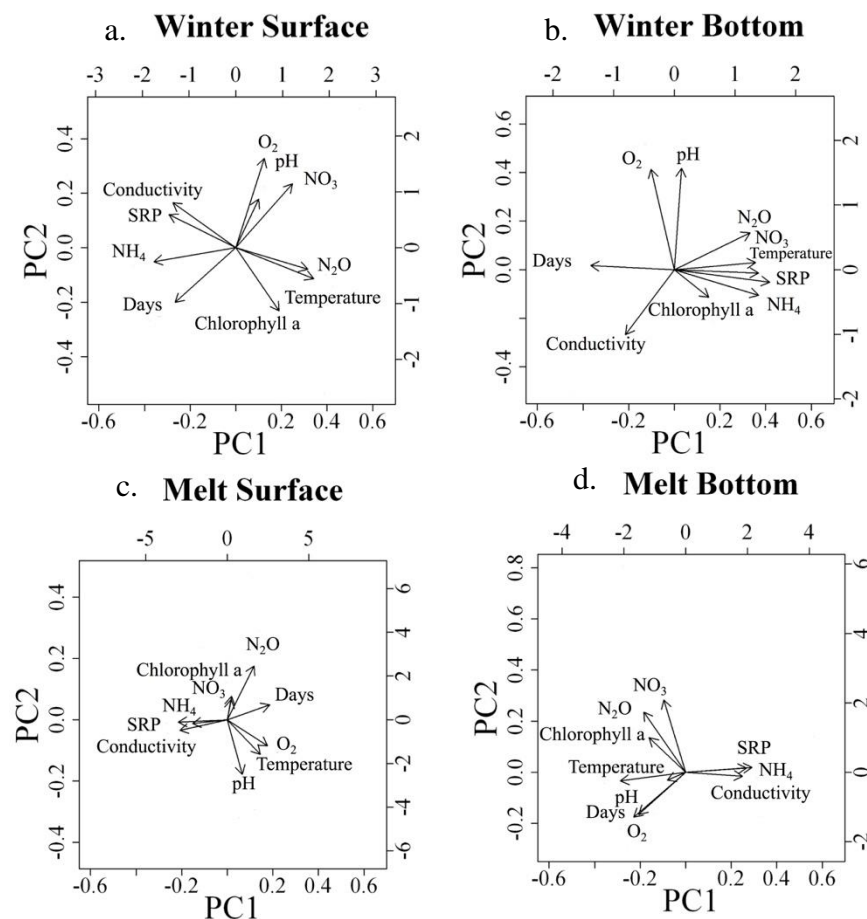 a. Winter Surface
-3 -2 -1 0 1 2 3
PC2
-0.4 -0.2 0.0 0.2 0.4
O2
pH
NO3
Conductivity
SRP
NH4
N2O
Days
Temperature
Chlorophyll a
2
1
0
-1
-2
-0.6 -0.2 0.2 0.6
PC1
b. Winter Bottom
-2 -1 0 1 2
-0.4 -0.2 0.0 0.2 0.4 0.6
O2 pH
N2O
NO3
Days
Temperature
SRP
Chlorophyll a
NH4
Conductivity
2
1
0
-1
-2
-0.6 -0.2 0.2 0.6
PC1
c. Melt Surface
-5 0 5
PC2
-0.4 -0.2 0.0 0.2 0.4
N2O
Chlorophyll a
NO3
Days
NH4
SRP
Conductivity
O2
Temperature
pH
6
4
2
0
-2
-6
-0.6 -0.2 0.2 0.6
PC1
d. Melt Bottom
-4 -2 0 2 4
PC2
-0.2 0.0 0.2 0.4 0.6 0.8
NO3
N2O
Chlorophyll a
SRP
Temperature
NH4
pH
Conductivity
Days
O2
6
4
2
0
-2
-0.6 -0.2 0.2 0.6
PC1